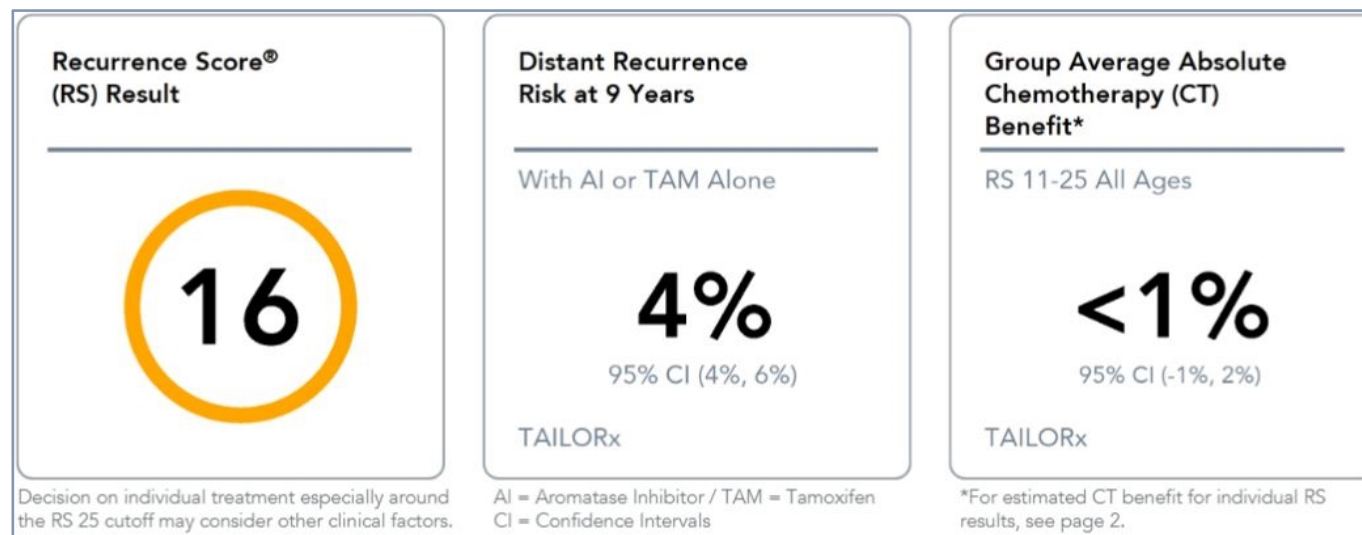 Recurrence Score®
(RS) Result
16
Decision on individual treatment especially around
the RS 25 cutoff may consider other clinical factors.
Distant Recurrence
Risk at 9 Years
With AI or TAM Alone
4%
95% CI (4%, 6%)
TAILORx
AI = Aromatase Inhibitor / TAM = Tamoxifen
CI = Confidence Intervals
Group Average Absolute
Chemotherapy (CT)
Benefit*
RS 11-25 All Ages
<1%
95% CI (-1%, 2%)
TAILORx
*For estimated CT benefit for individual RS
results, see page 2.